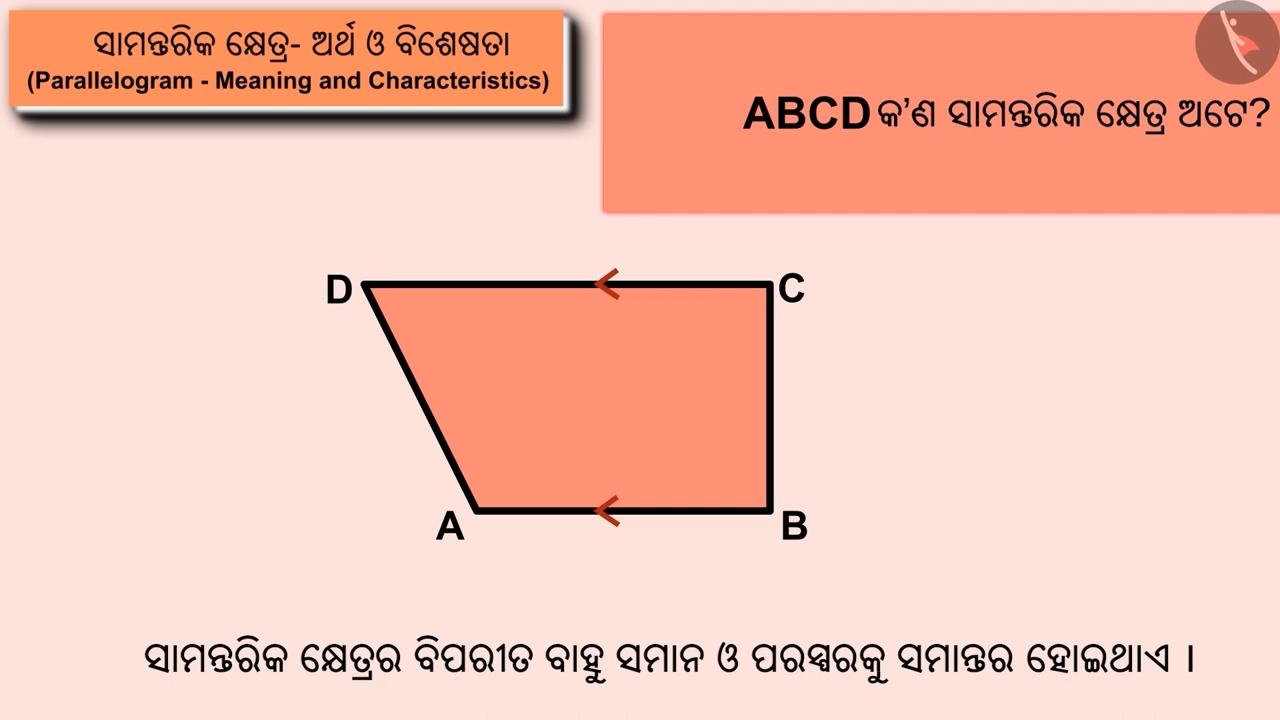 ସାମନ୍ତରିକ କ୍ଷେତ୍ର- ଅର୍ଥ ଓ ବିଶେଷତା
(Parallelogram - Meaning and Characteristics)
ABCD କ’ଣ ସାମନ୍ତରିକ କ୍ଷେତ୍ର ଅଟେ?
D
C
A
B
ସାମନ୍ତରିକ କ୍ଷେତ୍ରର ବିପରୀତ ବାହୁ ସମାନ ଓ ପରସ୍ପରକୁ ସମାନ୍ତର ହୋଇଥାଏ ।